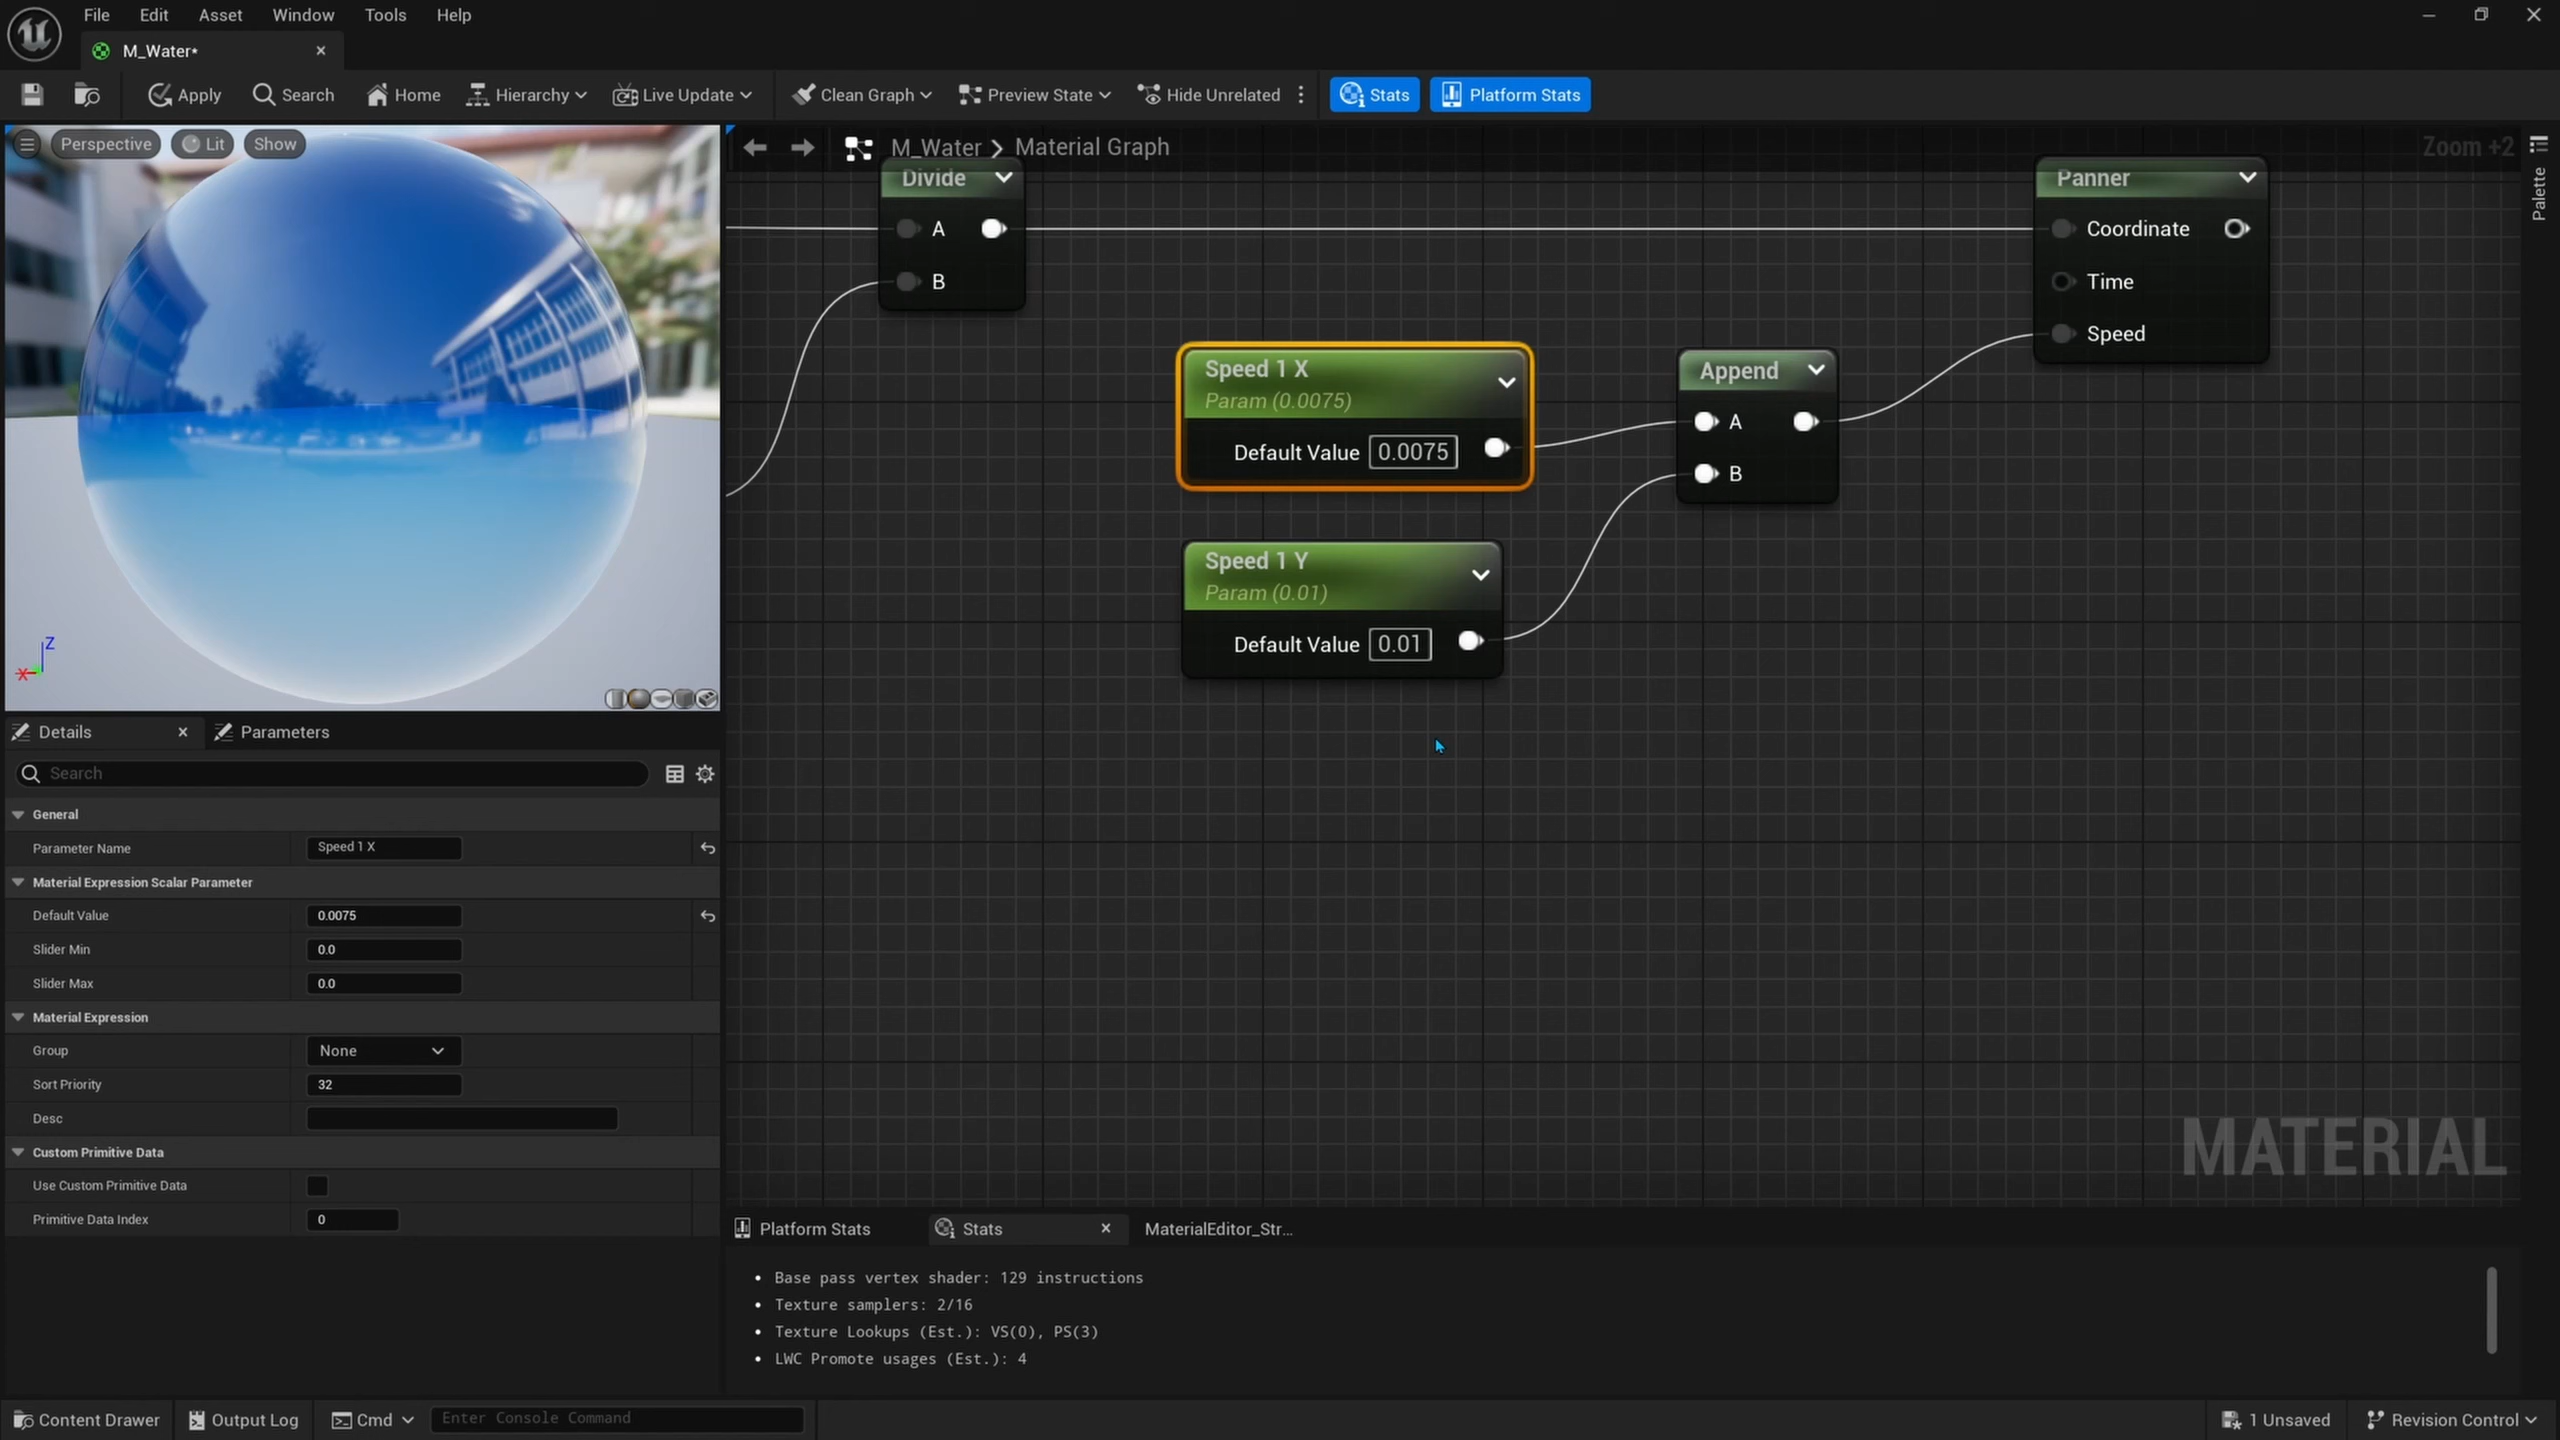 File Edit Asset Window Tools Help
M_Water*
Apply Search Home Hierarchy Live Update Clean Graph Preview State Hide Unrelated Stats Platform Stats
Perspective Lit Show
M_Water > Material Graph
Zoom +2
Palette
Divide
A
B
Panner
Coordinate
Time
Speed
Speed 1 X
Param (0.0075)
Default Value 0.0075
Append
A
B
Speed 1 Y
Param (0.01)
Default Value 0.01
Z
X
MATERIAL
Details Parameters
Search
General
Parameter Name Speed 1 X
Material Expression Scalar Parameter
Default Value 0.0075
Slider Min 0.0
Slider Max 0.0
Material Expression
Group None
Sort Priority 32
Desc
Custom Primitive Data
Use Custom Primitive Data
Primitive Data Index 0
Platform Stats Stats MaterialEditor_Str...
• Base pass vertex shader: 129 instructions
• Texture samplers: 2/16
• Texture Lookups (Est.): VS(0), PS(3)
• LWC Promote usages (Est.): 4
Content Drawer Output Log Cmd Enter Console Command 1 Unsaved Revision Control